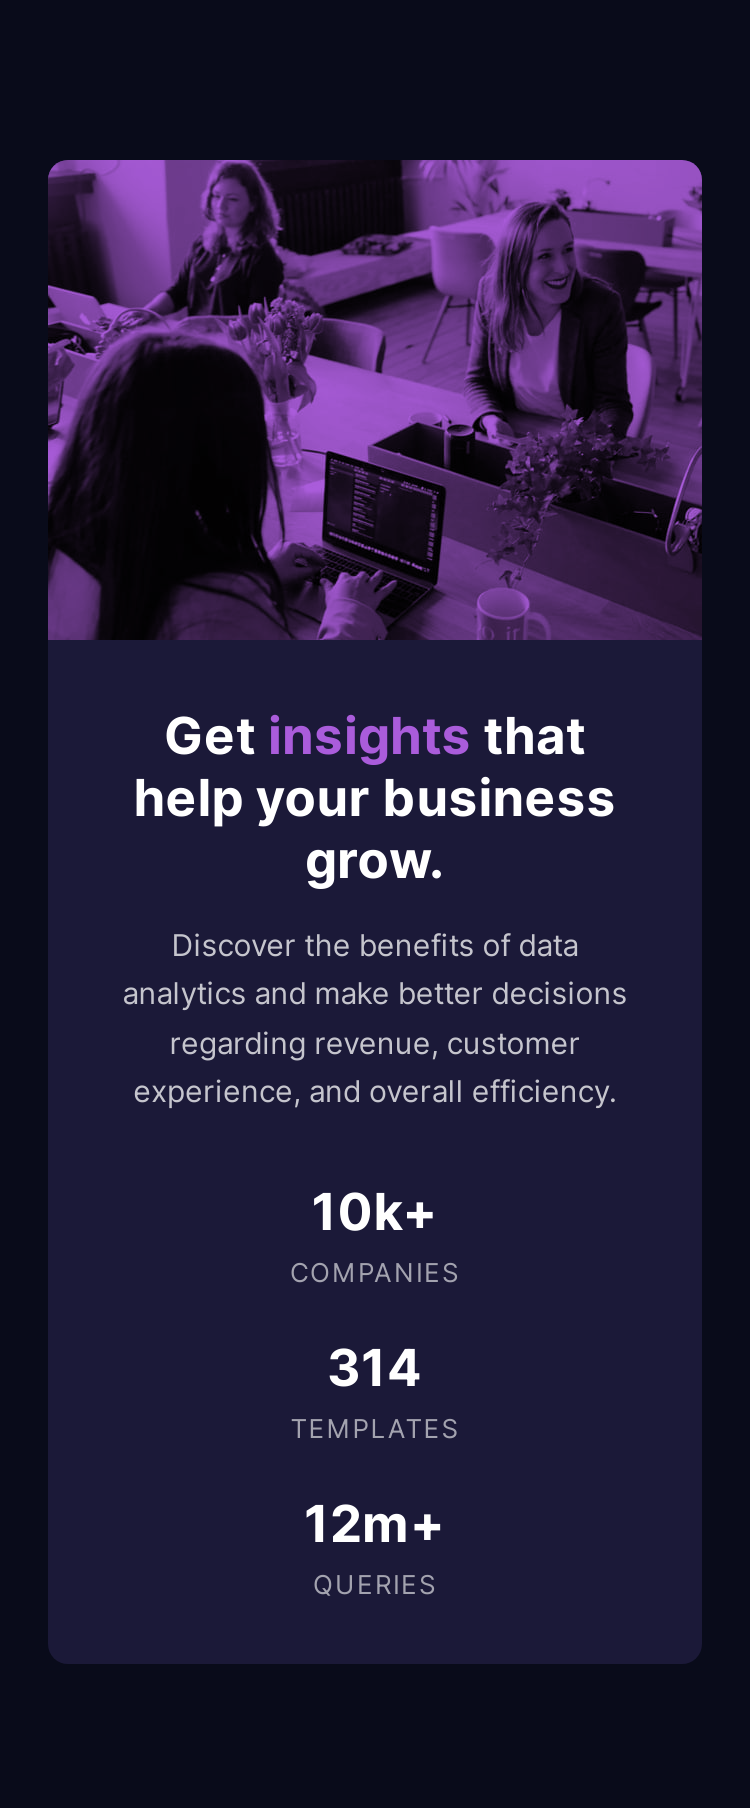 Get insights that
help your business
grow.
Discover the benefits of data
analytics and make better decisions
regarding revenue, customer
experience, and overall efficiency.
10k+
COMPANIES
314
TEMPLATES
12m+
QUERIES